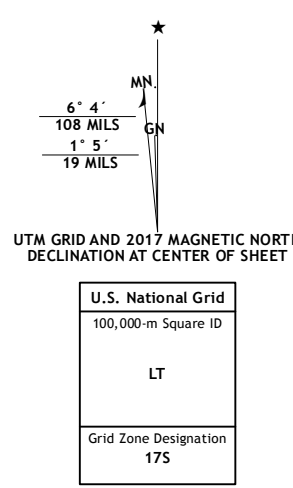 MN.
6° 4´
108 MILS
GN
1° 5´
19 MILS
UTM GRID AND 2017 MAGNETIC NORT
DECLINATION AT CENTER OF SHEET
U.S. National Grid
100,000-m Square ID
LT
Grid Zone Designation
17S